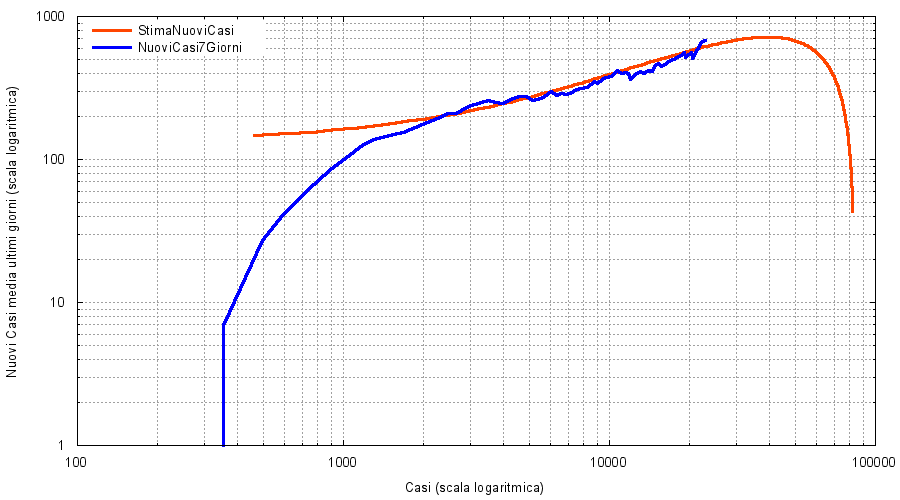 1000
100
10
1
StimaNuoviCasi
NuoviCasi7Giorni
Nuovi Casi media ultimi giorni (scala logaritmica)
100
1000
10000
100000
Casi (scala logaritmica)